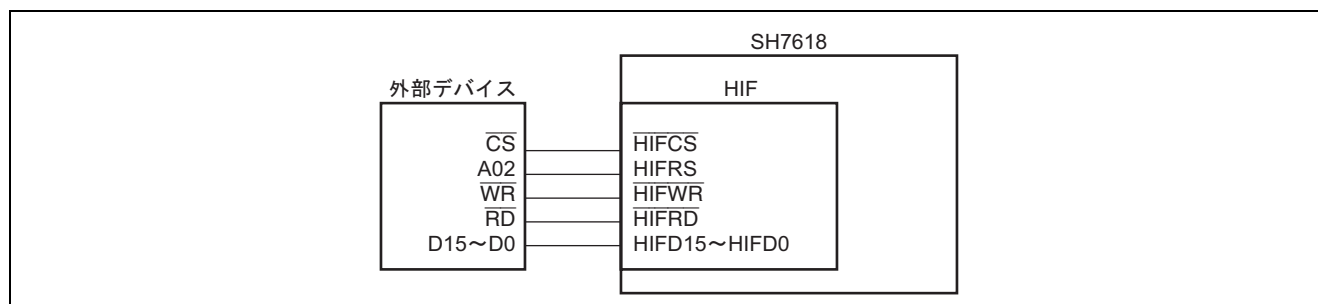 SH7618
外部デバイス HIF
CS HIFCS
A02 HIFRS
WR HIFWR
RD HIFRD
D15～D0 HIFD15～HIFD0